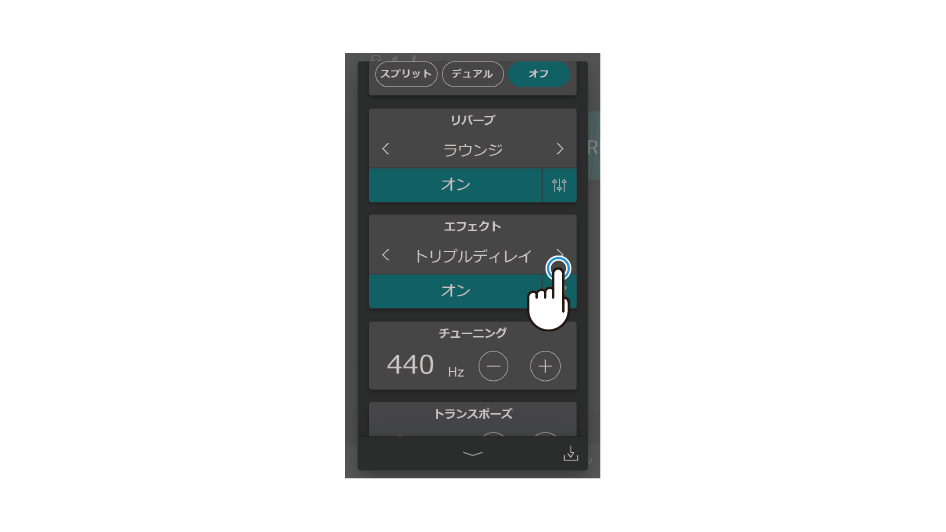 スプリット デュアル オフ
リバーブ
ラウンジ
オン
R
エフェクト
トリプルディレイ
オン
チューニング
440 Hz
トランスポーズ